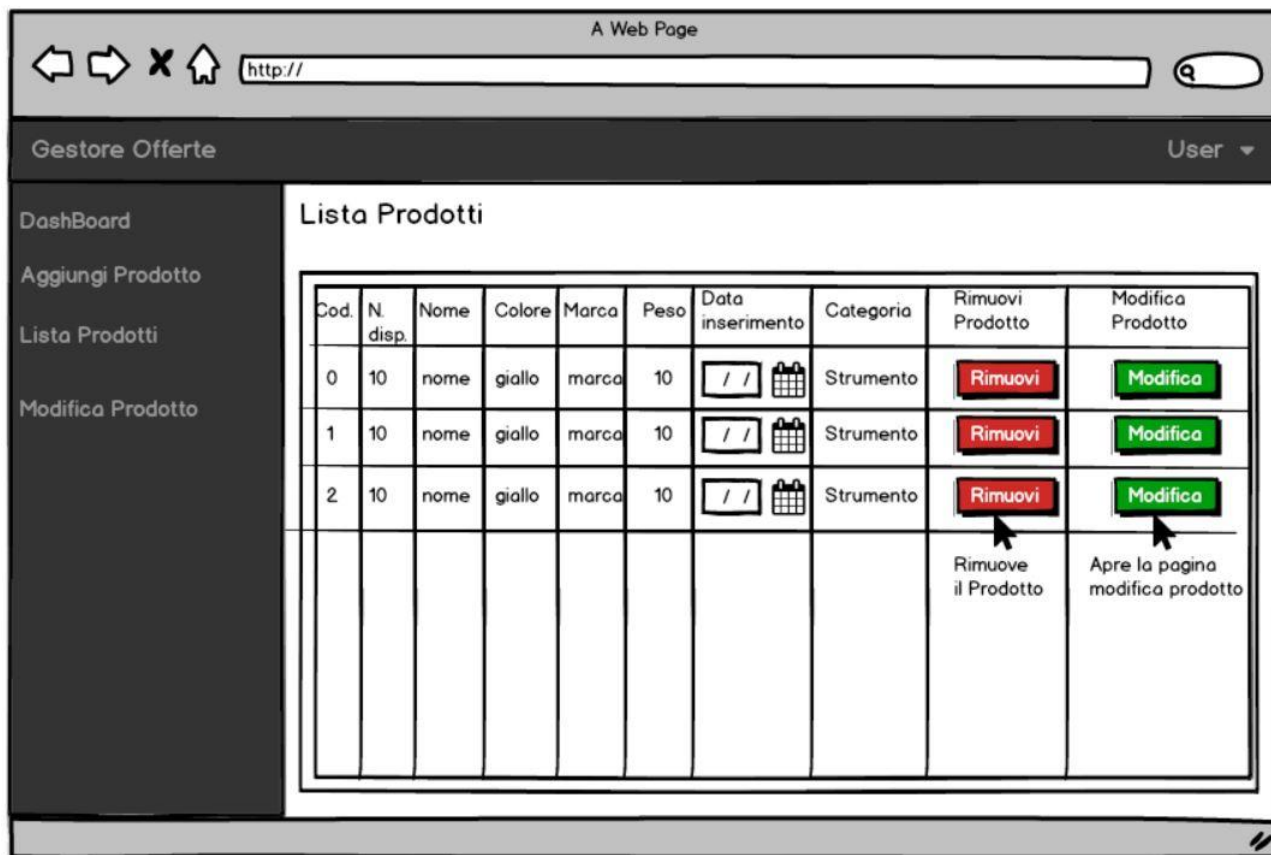 A Web Page
http://
Gestore Offerte
User
DashBoard
Aggiungi Prodotto
Lista Prodotti
Modifica Prodotto
Lista Prodotti
Cod. N. disp. Nome Colore Marca Peso Data inserimento Categoria Rimuovi Prodotto Modifica Prodotto
0 10 nome giallo marca 10 / / Strumento Rimuovi Modifica
1 10 nome giallo marca 10 / / Strumento Rimuovi Modifica
2 10 nome giallo marca 10 / / Strumento Rimuovi Modifica
Rimuove
il Prodotto
Apre la pagina
modifica prodotto